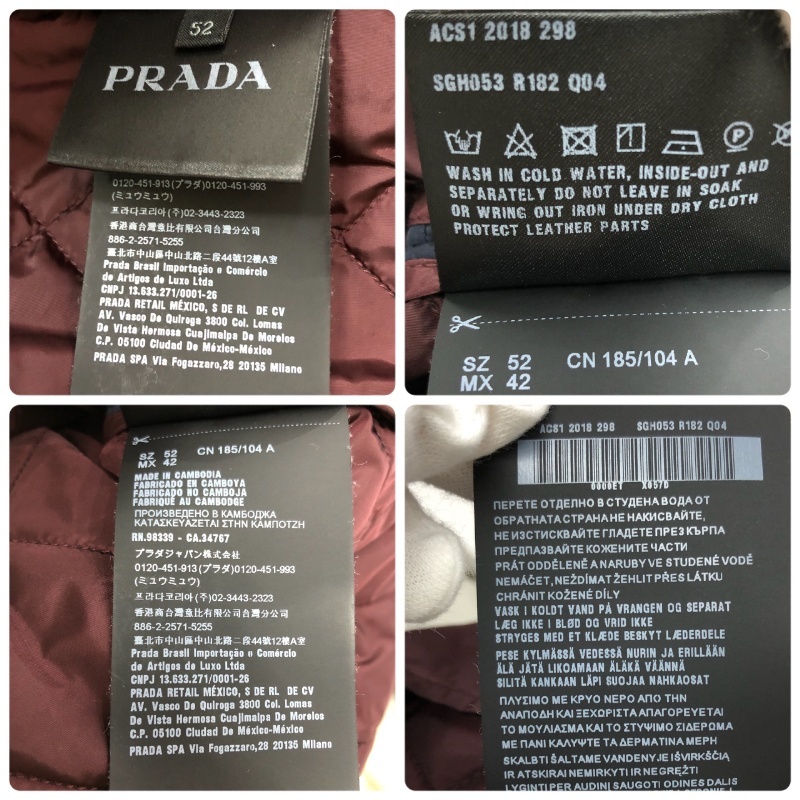 52
PRADA
0120-451-913(プラダ)0120-451-993
(ミュウミュウ)
프라다코리아(주)02-3443-2323
香港商台灣意比有限公司台灣分公司
886-2-2571-5255
臺北市中山區中山北路二段44號12樓A室
Prada Brasil Importação e Comércio
de Artigos de Luxo Ltda
CNPJ 13.633.271/0001-26
PRADA RETAIL MÉXICO, S DE RL DE CV
AV. Vasco De Quiroga 3800 Col. Lomas
De Vista Hermosa Cuajimalpa De Morelos
C.P. 05100 Ciudad De México-México
PRADA SPA Via Fogazzaro,28 20135 Milano
ACS1 2018 298
SGH053 R182 Q04
WASH IN COLD WATER, INSIDE-OUT AND
SEPARATELY DO NOT LEAVE IN SOAK
OR WRING OUT IRON UNDER DRY CLOTH
PROTECT LEATHER PARTS
SZ 52 CN 185/104 A
MX 42
SZ 52 CN 185/104 A
MX 42
MADE IN CAMBODIA
FABRICADO EN CAMBOYA
FABRICADO NO CAMBOJA
FABRIQUÉ AU CAMBODGE
ПРОИЗВЕДЕНО В КАМБОДЖА
ΚΑΤΑΣΚΕΥΑΖΕΤΑΙ ΣΤΗΝ ΚΑΜΠΟΤΖΗ
RN.98339 - CA.34767
プラダジャパン株式会社
0120-451-913(プラダ)0120-451-993
(ミュウミュウ)
프라다코리아(주)02-3443-2323
香港商台灣意比有限公司台灣分公司
886-2-2571-5255
臺北市中山區中山北路二段44號12樓A室
Prada Brasil Importação e Comércio
de Artigos de Luxo Ltda
CNPJ 13.633.271/0001-26
PRADA RETAIL MÉXICO, S DE RL DE CV
AV. Vasco De Quiroga 3800 Col. Lomas
De Vista Hermosa Cuajimalpa De Morelos
C.P. 05100 Ciudad De México-México
PRADA SPA Via Fogazzaro,28 20135 Milano
ACS1 2018 298 SGH053 R182 Q04
0000ET X057D
ПЕРЕТЕ ОТДЕЛНО В СТУДЕНА ВОДА ОТ
ОБРАТНАТА СТРАНА НЕ НАКИСВАЙТЕ,
НЕ ИЗСТИСКВАЙТЕ ГЛАДЕТЕ ПРЕЗ КЪРПА
ПРЕДПАЗВАЙТЕ КОЖЕНИТЕ ЧАСТИ
PRÁT ODDĚLENĚ A NARUBY VE STUDENÉ VODĚ
NEMÁČET, NEŽDÍMAT ŽEHLIT PŘES LÁTKU
CHRÁNIT KOŽENÉ DÍLY
VASK I KOLDT VAND PÅ VRANGEN OG SEPARAT
LÆG IKKE I BLØD OG VRID IKKE
STRYGES MED ET KLÆDE BESKYT LÆDERDELE
PESE KYLMÄSSÄ VEDESSÄ NURIN JA ERILLÄÄN
ÄLÄ JÄTÄ LIKOAMAAN ÄLÄKÄ VÄÄNNÄ
SILITÄ KANKAAN LÄPI SUOJAA NAHKAOSAT
ΠΛΥΣΙΜΟ ΜΕ ΚΡΥΟ ΝΕΡΟ ΑΠΟ ΤΗΝ
ΑΝΑΠΟΔΗ ΚΑΙ ΞΕΧΩΡΙΣΤΑ ΑΠΑΓΟΡΕΥΕΤΑΙ
ΤΟ ΜΟΥΛΙΑΣΜΑ ΚΑΙ ΤΟ ΣΤΥΨΙΜΟ ΣΙΔΕΡΩΜΑ
ΜΕ ΠΑΝΙ ΚΑΛΥΨΤΕ ΤΑ ΔΕΡΜΑΤΙΝΑ ΜΕΡΗ
SKALBTI ŠALTAME VANDENYJE IŠVIRKŠČIAI
IR ATSKIRAI NEMIRKYTI IR NEGRĘŽTI
LYGINTI PER AUDINĮ SAUGOTI ODINES DALIS